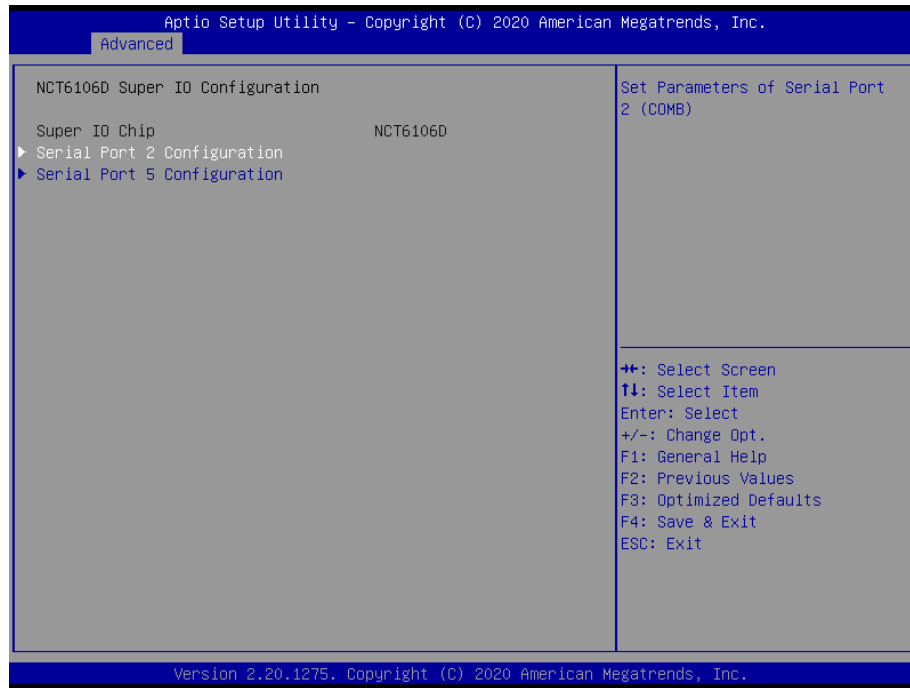 Aptio Setup Utility – Copyright (C) 2020 American Megatrends, Inc.
Advanced
NCT6106D Super IO Configuration
Super IO Chip NCT6106D
Serial Port 2 Configuration
Serial Port 5 Configuration
Set Parameters of Serial Port
2 (COMB)
→←: Select Screen
↑↓: Select Item
Enter: Select
+/-: Change Opt.
F1: General Help
F2: Previous Values
F3: Optimized Defaults
F4: Save & Exit
ESC: Exit
Version 2.20.1275. Copyright (C) 2020 American Megatrends, Inc.